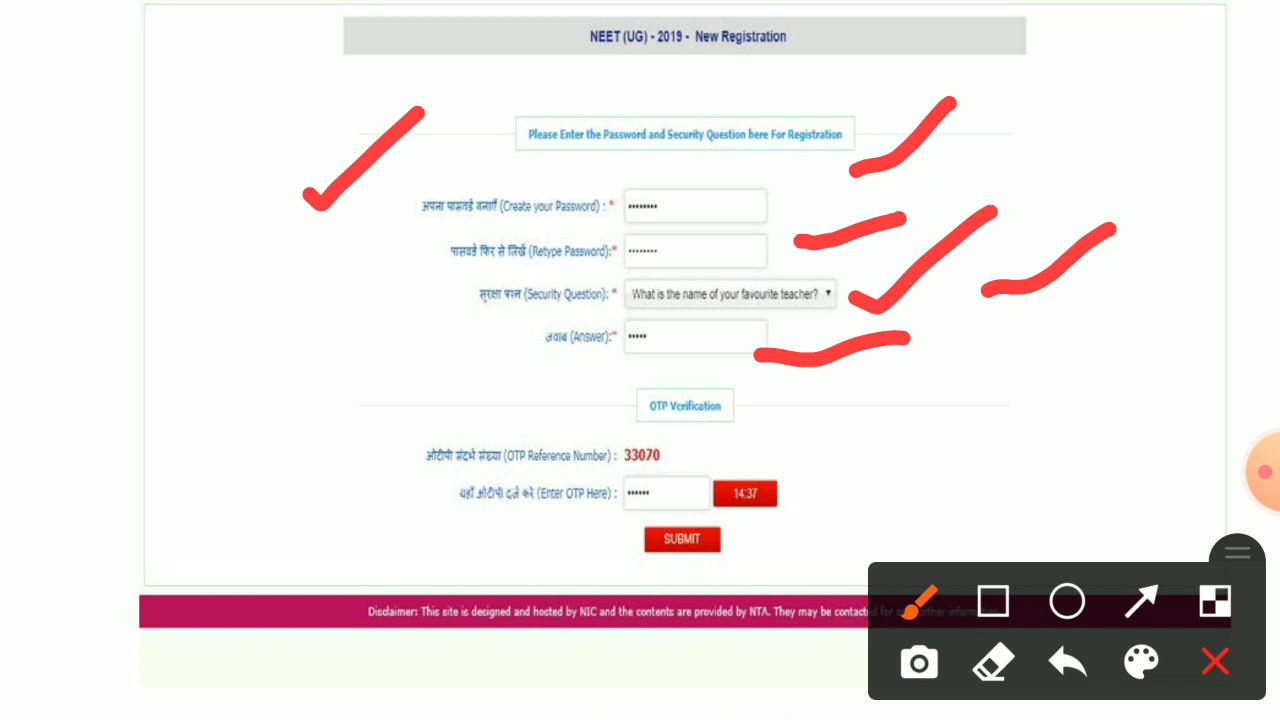 NEET (UG) - 2019 - New Registration
Please Enter the Password and Security Question here For Registration
अपना पासवर्ड बनाएँ (Create your Password) : * ••••••••
पासवर्ड फिर से लिखें (Retype Password):* ••••••••
सुरक्षा प्रश्न (Security Question): * What is the name of your favourite teacher?
जवाब (Answer):* •••••
OTP Verification
ओटीपी संदर्भ संख्या (OTP Reference Number) : 33070
यहाँ ओटीपी दर्ज करे (Enter OTP Here) : •••••• 14:37
SUBMIT
Disclaimer: This site is designed and hosted by NIC and the contents are provided by NTA. They may be contacted for any further information.